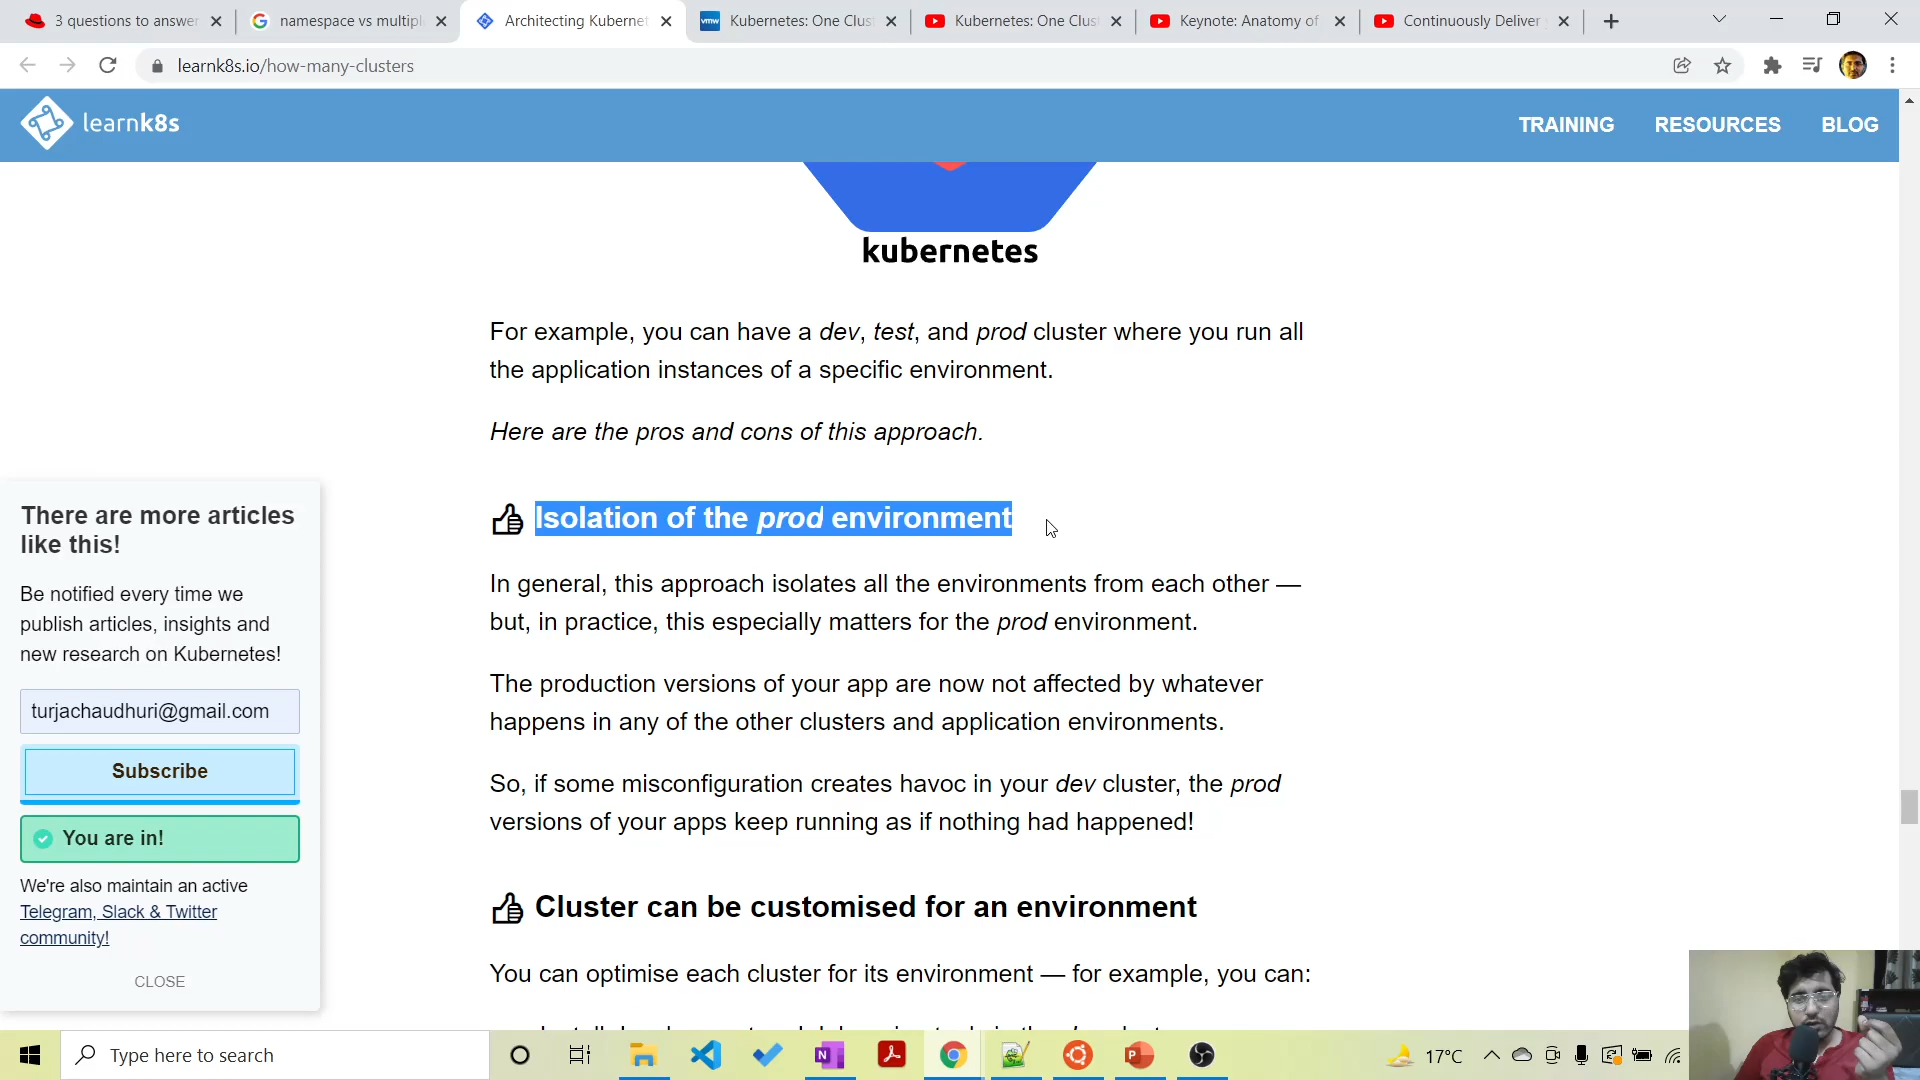 3 questions to answer
namespace vs multipl
Architecting Kubernet
Kubernetes: One Clust
Kubernetes: One Clust
Keynote: Anatomy of
Continuously Deliver
learnk8s.io/how-many-clusters
learnk8s
TRAINING
RESOURCES
BLOG
kubernetes
For example, you can have a dev, test, and prod cluster where you run all
the application instances of a specific environment.
Here are the pros and cons of this approach.
Isolation of the prod environment
In general, this approach isolates all the environments from each other —
but, in practice, this especially matters for the prod environment.
The production versions of your app are now not affected by whatever
happens in any of the other clusters and application environments.
So, if some misconfiguration creates havoc in your dev cluster, the prod
versions of your apps keep running as if nothing had happened!
Cluster can be customised for an environment
You can optimise each cluster for its environment — for example, you can:
There are more articles
like this!
Be notified every time we
publish articles, insights and
new research on Kubernetes!
turjachaudhuri@gmail.com
Subscribe
You are in!
We're also maintain an active
Telegram, Slack & Twitter
community!
CLOSE
Type here to search
17°C